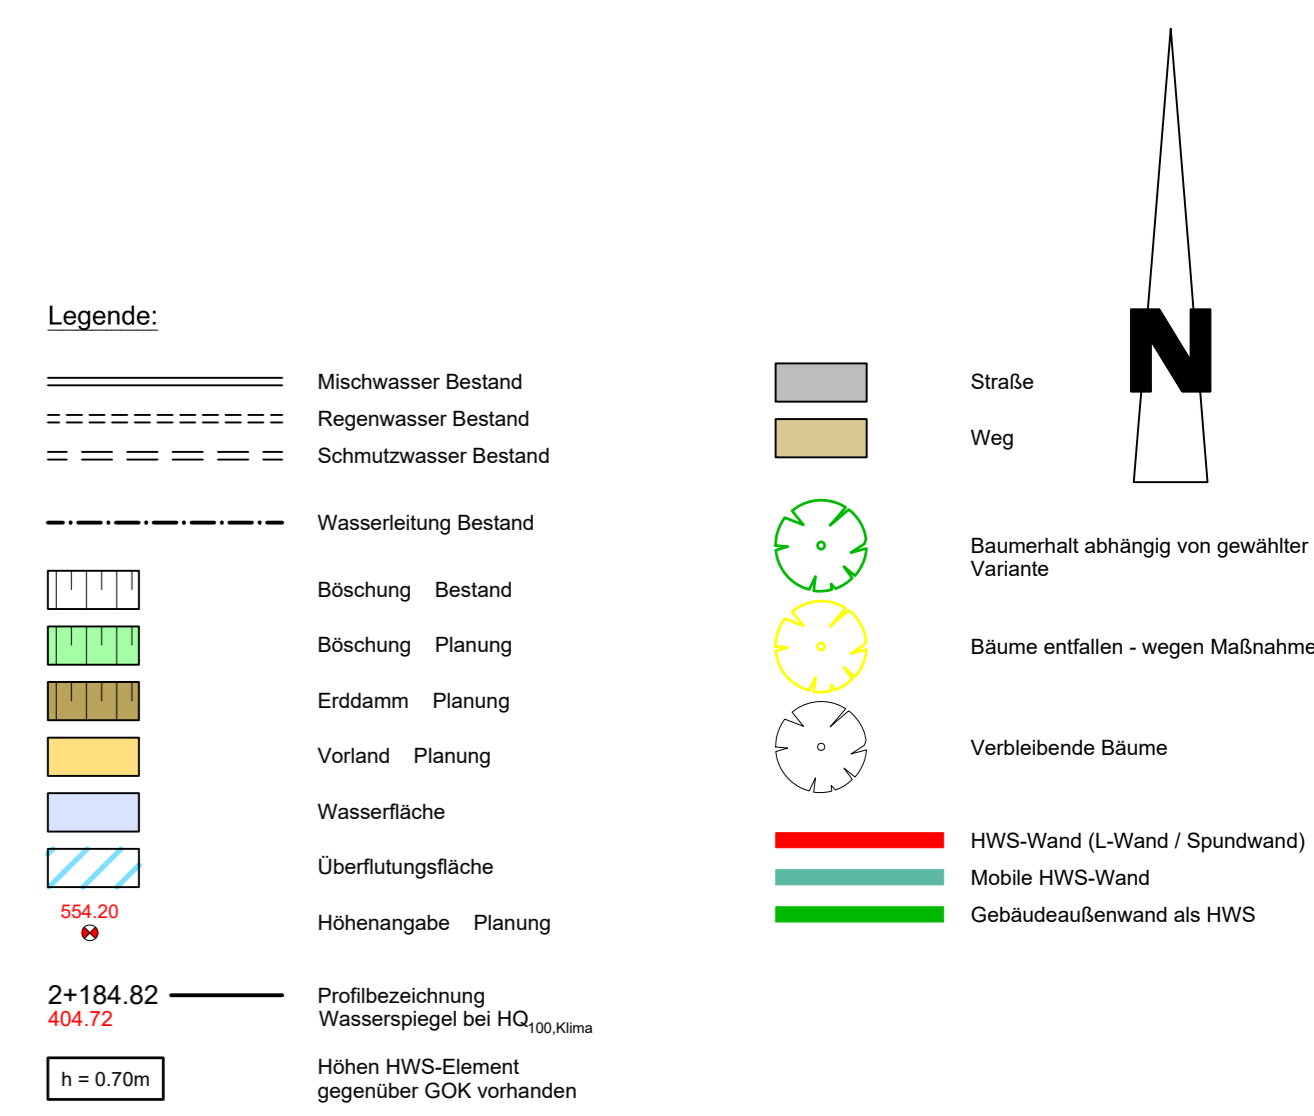 Legende:
Mischwasser Bestand
Regenwasser Bestand
Schmutzwasser Bestand
Wasserleitung Bestand
Böschung Bestand
Böschung Planung
Erddamm Planung
Vorland Planung
Wasserfläche
Überflutungsfläche
554.20
Höhenangabe Planung
2+184.82
Profilbezeichnung
404.72
Wasserspiegel bei HQ100,Klima
h = 0.70m
Höhen HWS-Element
gegenüber GOK vorhanden
N
Straße
Weg
Baumerhalt abhängig von gewählter
Variante
Bäume entfallen - wegen Maßnahme
Verbleibende Bäume
HWS-Wand (L-Wand / Spundwand)
Mobile HWS-Wand
Gebäudeaußenwand als HWS